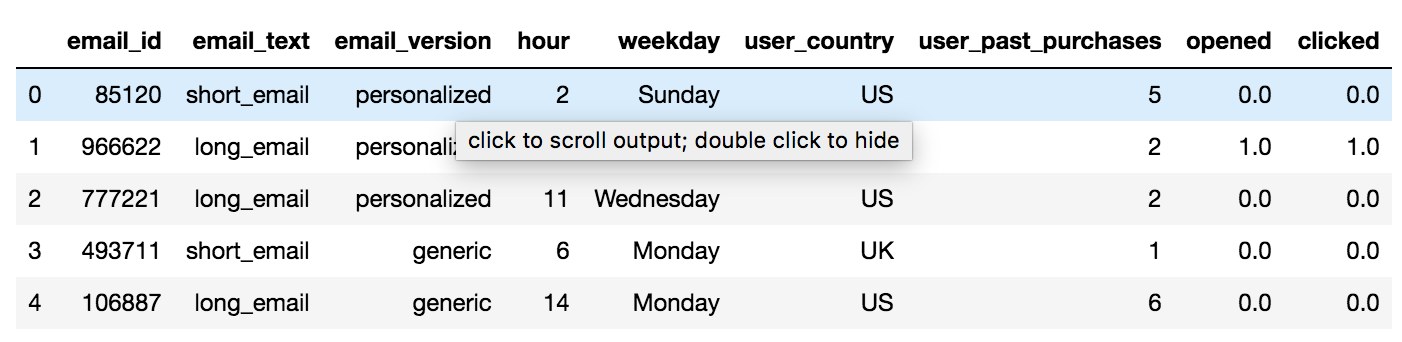 email_id email_text email_version hour weekday user_country user_past_purchases opened clicked
0 85120 short_email personalized 2 Sunday US 5 0.0 0.0
1 966622 long_email 2 1.0 1.0
click to scroll output; double click to hide
2 777221 long_email personalized 11 Wednesday US 2 0.0 0.0
3 493711 short_email generic 6 Monday UK 1 0.0 0.0
4 106887 long_email generic 14 Monday US 6 0.0 0.0